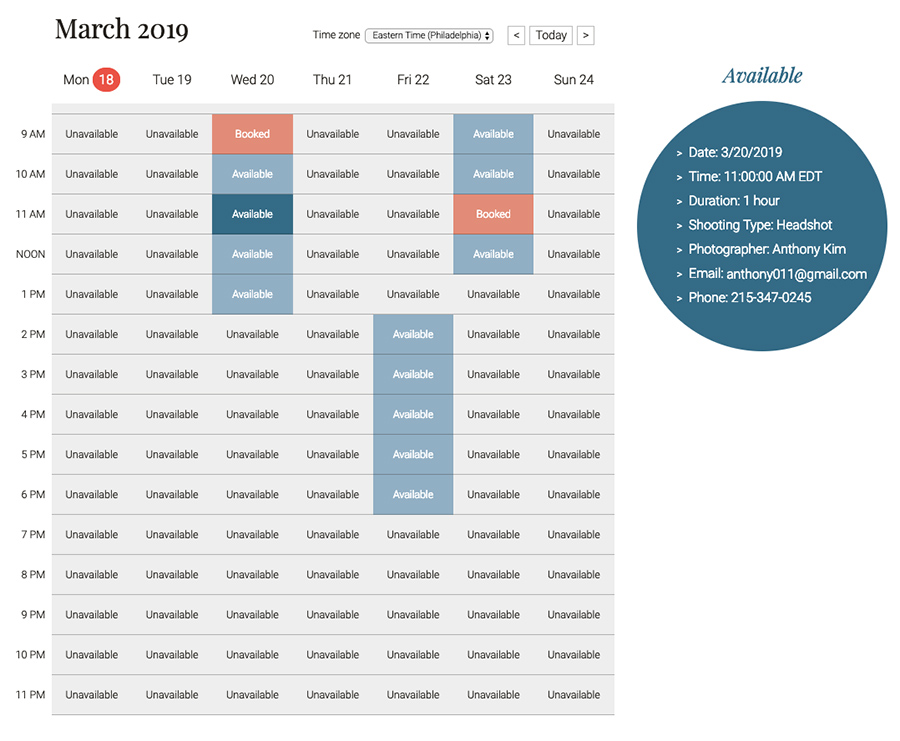 March 2019
Time zone Eastern Time (Philadelphia) < Today >
Mon 18 Tue 19 Wed 20 Thu 21 Fri 22 Sat 23 Sun 24
9 AM Unavailable Unavailable Booked Unavailable Unavailable Available Unavailable
10 AM Unavailable Unavailable Available Unavailable Unavailable Available Unavailable
11 AM Unavailable Unavailable Available Unavailable Unavailable Booked Unavailable
NOON Unavailable Unavailable Available Unavailable Unavailable Available Unavailable
1 PM Unavailable Unavailable Available Unavailable Unavailable Unavailable Unavailable
2 PM Unavailable Unavailable Unavailable Unavailable Available Unavailable Unavailable
3 PM Unavailable Unavailable Unavailable Unavailable Available Unavailable Unavailable
4 PM Unavailable Unavailable Unavailable Unavailable Available Unavailable Unavailable
5 PM Unavailable Unavailable Unavailable Unavailable Available Unavailable Unavailable
6 PM Unavailable Unavailable Unavailable Unavailable Available Unavailable Unavailable
7 PM Unavailable Unavailable Unavailable Unavailable Unavailable Unavailable Unavailable
8 PM Unavailable Unavailable Unavailable Unavailable Unavailable Unavailable Unavailable
9 PM Unavailable Unavailable Unavailable Unavailable Unavailable Unavailable Unavailable
10 PM Unavailable Unavailable Unavailable Unavailable Unavailable Unavailable Unavailable
11 PM Unavailable Unavailable Unavailable Unavailable Unavailable Unavailable Unavailable
Available
> Date: 3/20/2019
> Time: 11:00:00 AM EDT
> Duration: 1 hour
> Shooting Type: Headshot
> Photographer: Anthony Kim
> Email: anthony011@gmail.com
> Phone: 215-347-0245